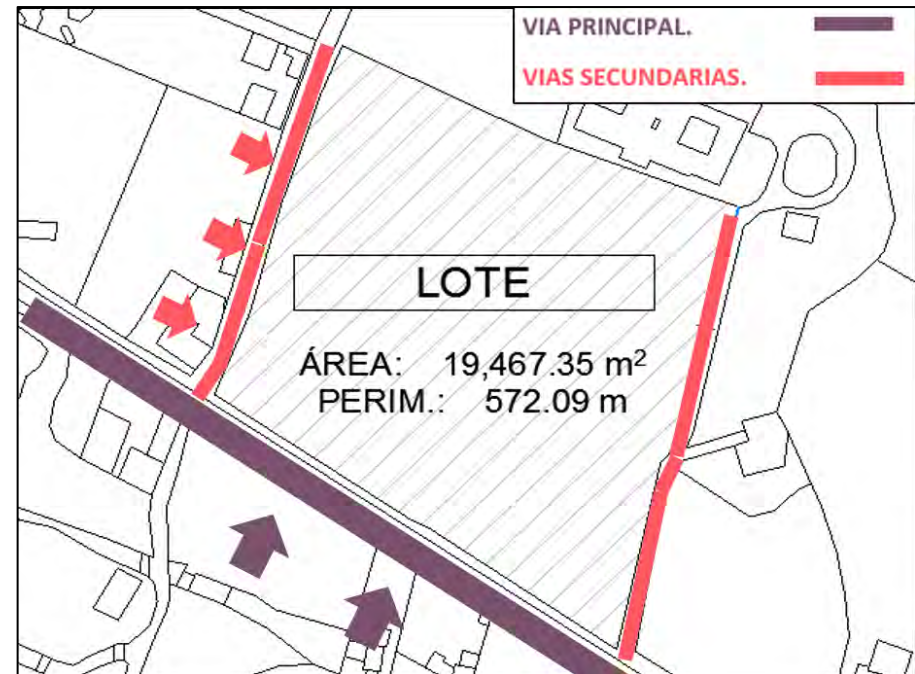 VIA PRINCIPAL.
VIAS SECUNDARIAS.
LOTE
ÁREA: 19,467.35 m²
PERIM.: 572.09 m